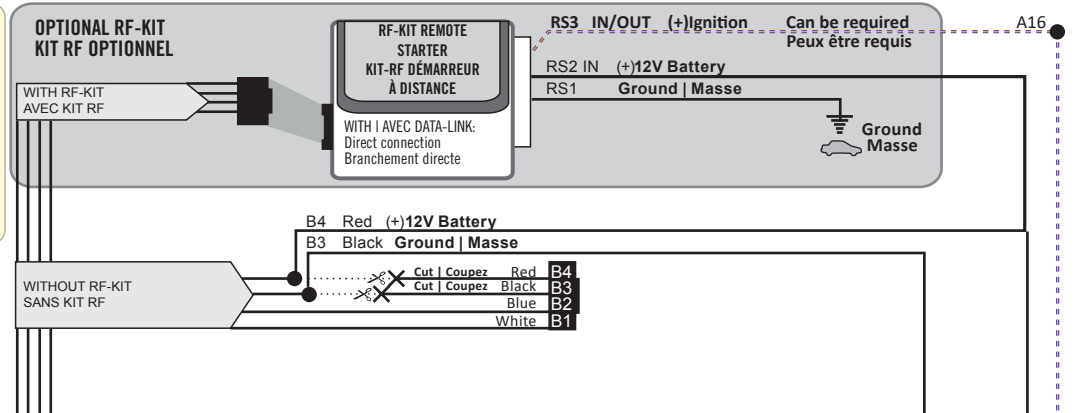 OPTIONAL RF-KIT
KIT RF OPTIONNEL
WITH RF-KIT
AVEC KIT RF
RF-KIT REMOTE
STARTER
KIT-RF DÉMARREUR
À DISTANCE
WITH | AVEC DATA-LINK:
Direct connection
Branchement directe
RS3 IN/OUT (+)Ignition
Can be required
Peux être requis
A16
RS2 IN (+)12V Battery
RS1 Ground | Masse
Ground
Masse
B4 Red (+)12V Battery
B3 Black Ground | Masse
WITHOUT RF-KIT
SANS KIT RF
Cut | Coupez Red B4
Cut | Coupez Black B3
Blue B2
White B1